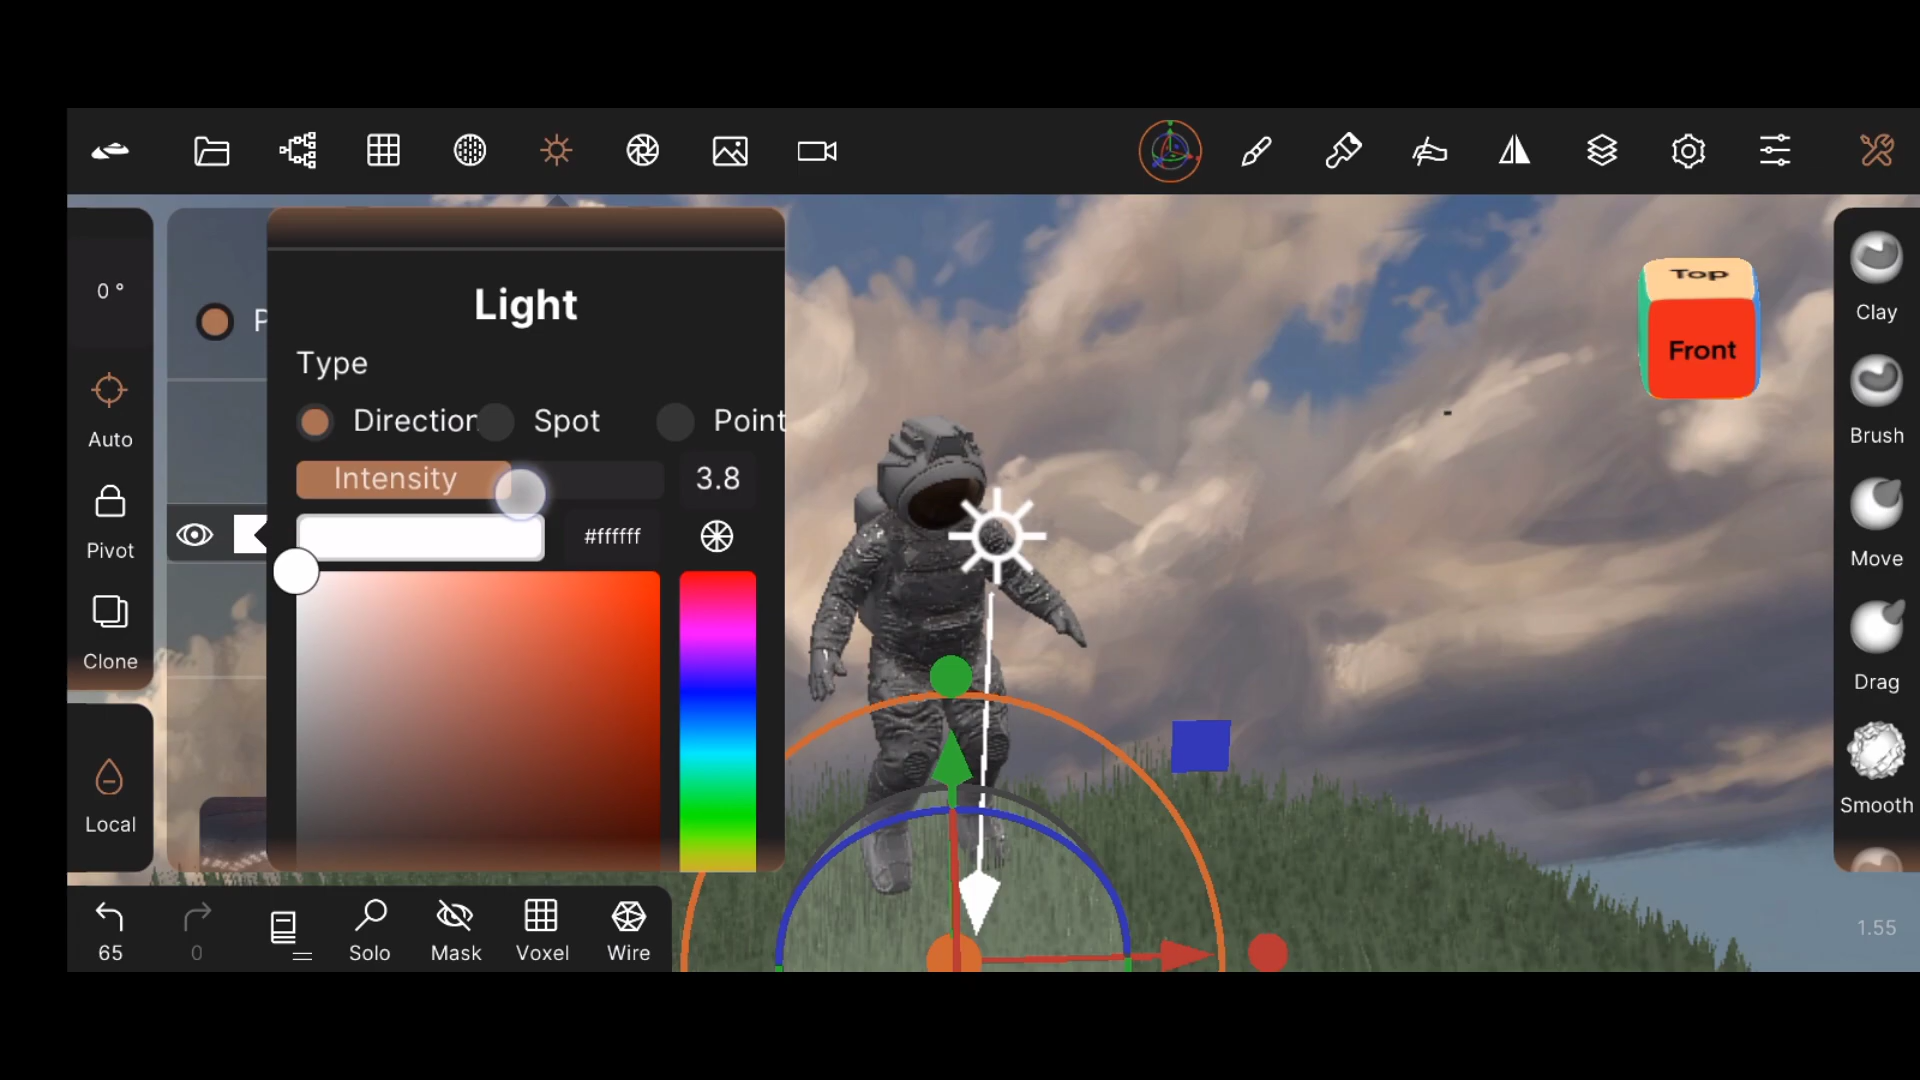 0 °
Auto
Pivot
Clone
Local
P
Light
Type
Direction Spot Point
Intensity 3.8
#ffffff
Top
Front
Clay
Brush
Move
Drag
Smooth
1.55
65
0
Solo
Mask
Voxel
Wire